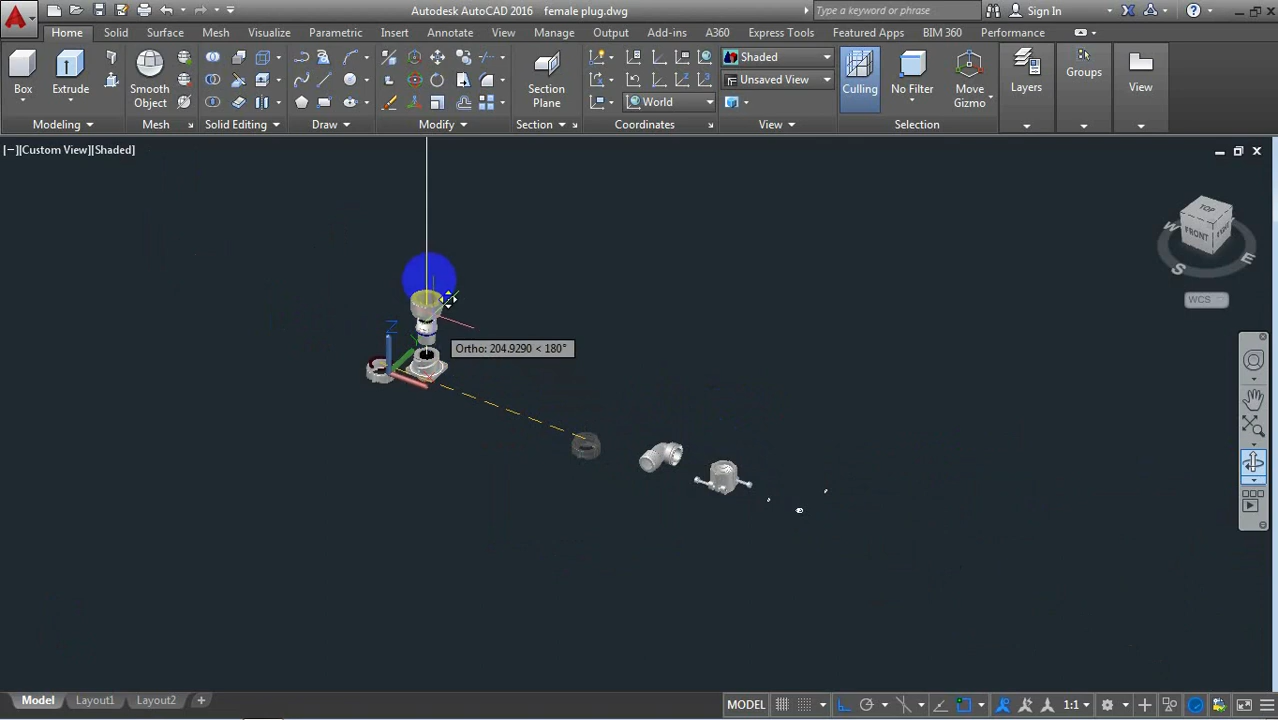 Autodesk AutoCAD 2016 female plug.dwg
Type a keyword or phrase
Sign In
Home Solid Surface Mesh Visualize Parametric Insert Annotate View Manage Output Add-ins A360 Express Tools Featured Apps BIM 360 Performance
Box
Extrude
Smooth Object
Section Plane
World
Shaded
Unsaved View
Culling
No Filter
Move Gizmo
Layers
Groups
View
Modeling Mesh Solid Editing Draw Modify Section Coordinates View Selection
[−][Custom View][Shaded]
TOP
FRONT
W
S
E
WCS
Z
Ortho: 204.9290 < 180°
Model Layout1 Layout2
MODEL
1:1